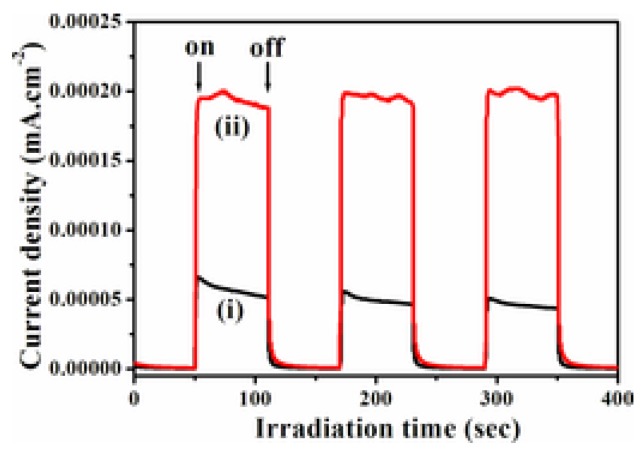 0.00025
0.00020
0.00015
0.00010
0.00005
0.00000
Current density (mA.cm⁻²)
on off
(ii)
(i)
0 100 200 300 400
Irradiation time (sec)